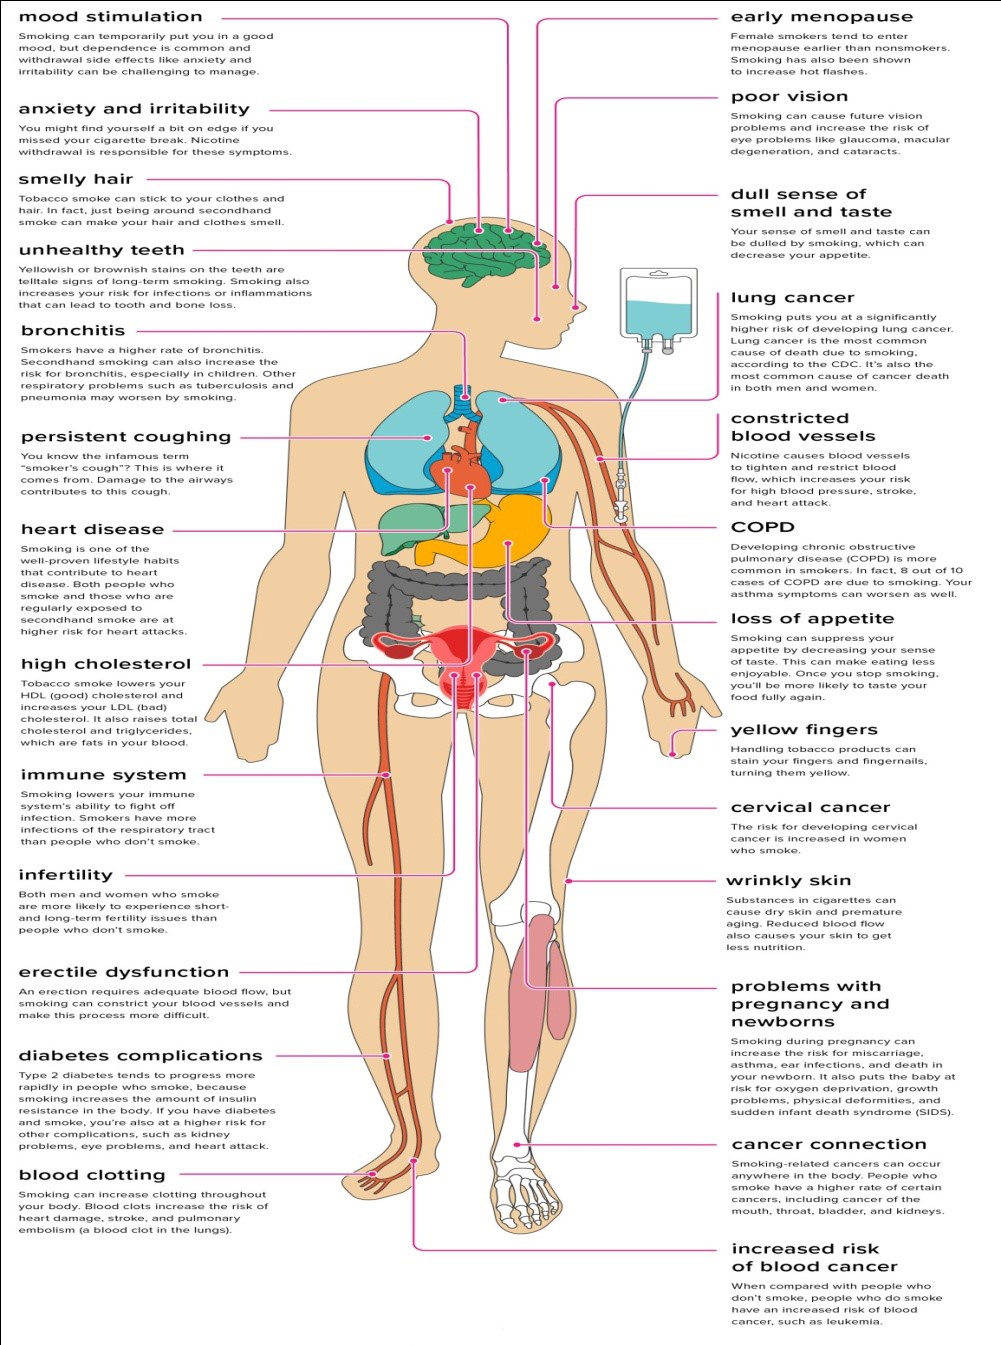 mood stimulation
Smoking can temporarily put you in a good
mood, but dependence is common and
withdrawal side effects like anxiety and
irritability can be challenging to manage.
anxiety and irritability
You might find yourself a bit on edge if you
missed your cigarette break. Nicotine
withdrawal is responsible for these symptoms.
smelly hair
Tobacco smoke can stick to your clothes and
hair. In fact, just being around secondhand
smoke can make your hair and clothes smell.
unhealthy teeth
Yellowish or brownish stains on the teeth are
telltale signs of long-term smoking. Smoking also
increases your risk for infections or inflammations
that can lead to tooth and bone loss.
bronchitis
Smokers have a higher rate of bronchitis.
Secondhand smoking can also increase the
risk for bronchitis, especially in children. Other
respiratory problems such as tuberculosis and
pneumonia may worsen by smoking.
persistent coughing
You know the infamous term
“smoker's cough”? This is where it
comes from. Damage to the airways
contributes to this cough.
heart disease
Smoking is one of the
well-proven lifestyle habits
that contribute to heart
disease. Both people who
smoke and those who are
regularly exposed to
secondhand smoke are at
higher risk for heart attacks.
high cholesterol
Tobacco smoke lowers your
HDL (good) cholesterol and
increases your LDL (bad)
cholesterol. It also raises total
cholesterol and triglycerides,
which are fats in your blood.
immune system
Smoking lowers your immune
system's ability to fight off
infection. Smokers have more
infections of the respiratory tract
than people who don't smoke.
infertility
Both men and women who smoke
are more likely to experience short-
and long-term fertility issues than
people who don't smoke.
erectile dysfunction
An erection requires adequate blood flow, but
smoking can constrict your blood vessels and
make this process more difficult.
diabetes complications
Type 2 diabetes tends to progress more
rapidly in people who smoke, because
smoking increases the amount of insulin
resistance in the body. If you have diabetes
and smoke, you're also at a higher risk for
other complications, such as kidney
problems, eye problems, and heart attack.
blood clotting
Smoking can increase clotting throughout
your body. Blood clots increase the risk of
heart damage, stroke, and pulmonary
embolism (a blood clot in the lungs).
early menopause
Female smokers tend to enter
menopause earlier than nonsmokers.
Smoking has also been shown
to increase hot flashes.
poor vision
Smoking can cause future vision
problems and increase the risk of
eye problems like glaucoma, macular
degeneration, and cataracts.
dull sense of
smell and taste
Your sense of smell and taste can
be dulled by smoking, which can
decrease your appetite.
lung cancer
Smoking puts you at a significantly
higher risk of developing lung cancer.
Lung cancer is the most common
cause of death due to smoking,
according to the CDC. It's also the
most common cause of cancer death
in both men and women.
constricted
blood vessels
Nicotine causes blood vessels
to tighten and restrict blood
flow, which increases your risk
for high blood pressure, stroke,
and heart attack.
COPD
Developing chronic obstructive
pulmonary disease (COPD) is more
common in smokers. In fact, 8 out of 10
cases of COPD are due to smoking. Your
asthma symptoms can worsen as well.
loss of appetite
Smoking can suppress your
appetite by decreasing your sense
of taste. This can make eating less
enjoyable. Once you stop smoking,
you'll be more likely to taste your
food fully again.
yellow fingers
Handling tobacco products can
stain your fingers and fingernails,
turning them yellow.
cervical cancer
The risk for developing cervical
cancer is increased in women
who smoke.
wrinkly skin
Substances in cigarettes can
cause dry skin and premature
aging. Reduced blood flow
also causes your skin to get
less nutrition.
problems with
pregnancy and
newborns
Smoking during pregnancy can
increase the risk for miscarriage,
asthma, ear infections, and death in
your newborn. It also puts the baby at
risk for oxygen deprivation, growth
problems, physical deformities, and
sudden infant death syndrome (SIDS).
cancer connection
Smoking-related cancers can occur
anywhere in the body. People who
smoke have a higher rate of certain
cancers, including cancer of the
mouth, throat, bladder, and kidneys.
increased risk
of blood cancer
When compared with people who
don't smoke, people who do smoke
have an increased risk of blood
cancer, such as leukemia.